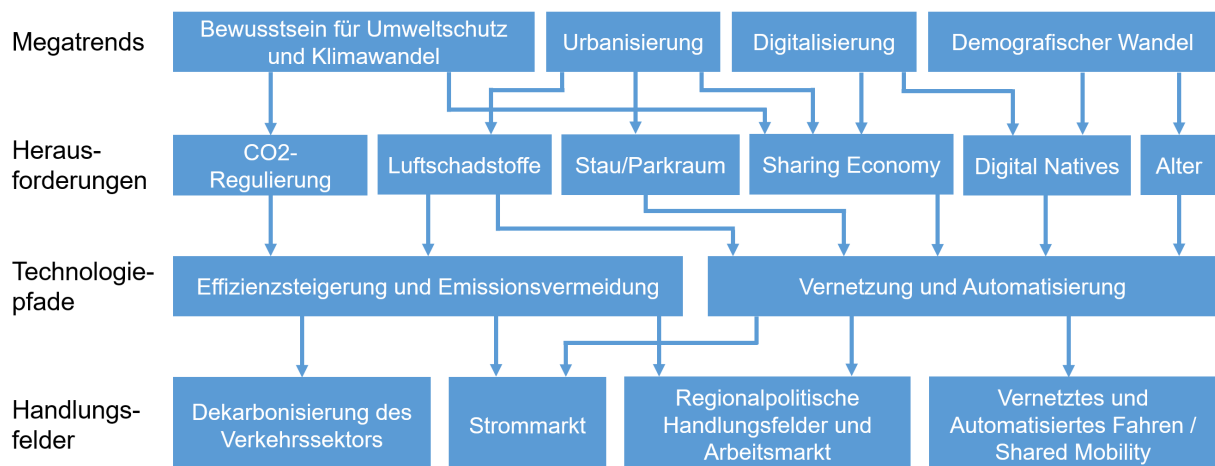 Megatrends
Bewusstsein für Umweltschutz
und Klimawandel
Urbanisierung
Digitalisierung
Demografischer Wandel
Heraus-
forderungen
CO2-
Regulierung
Luftschadstoffe
Stau/Parkraum
Sharing Economy
Digital Natives
Alter
Technologie-
pfade
Effizienzsteigerung und Emissionsvermeidung
Vernetzung und Automatisierung
Handlungs-
felder
Dekarbonisierung des
Verkehrssektors
Strommarkt
Regionalpolitische
Handlungsfelder und
Arbeitsmarkt
Vernetztes und
Automatisiertes Fahren /
Shared Mobility